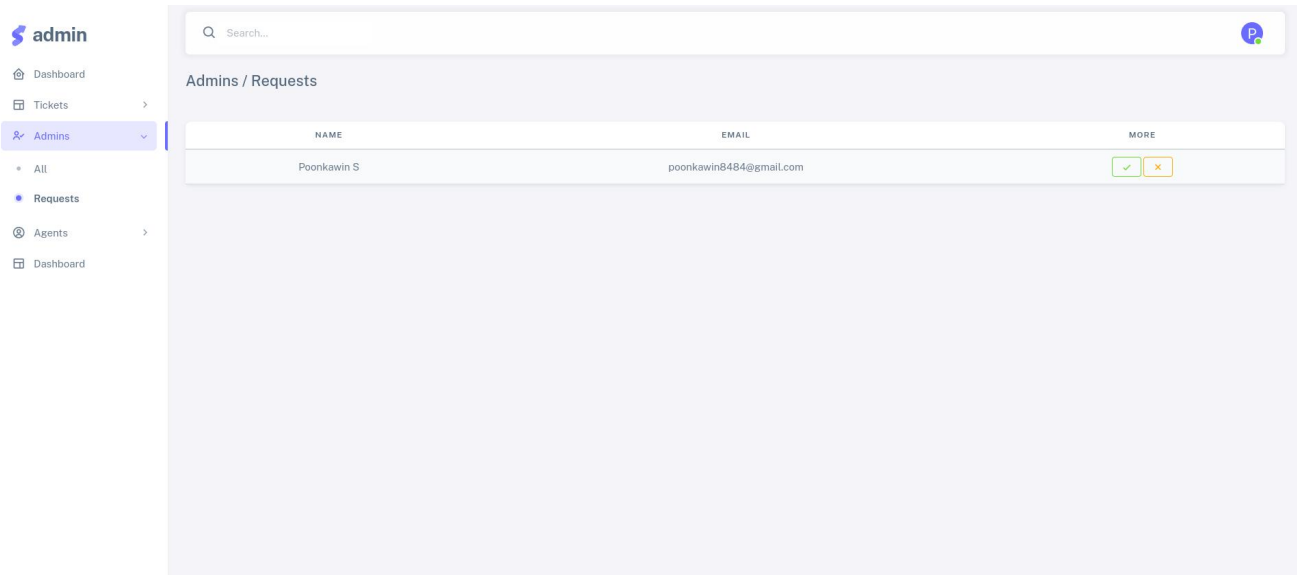 admin
Dashboard
Tickets
Admins
All
Requests
Agents
Dashboard
Search...
P
Admins / Requests
NAME EMAIL MORE
Poonkawin S poonkawin8484@gmail.com